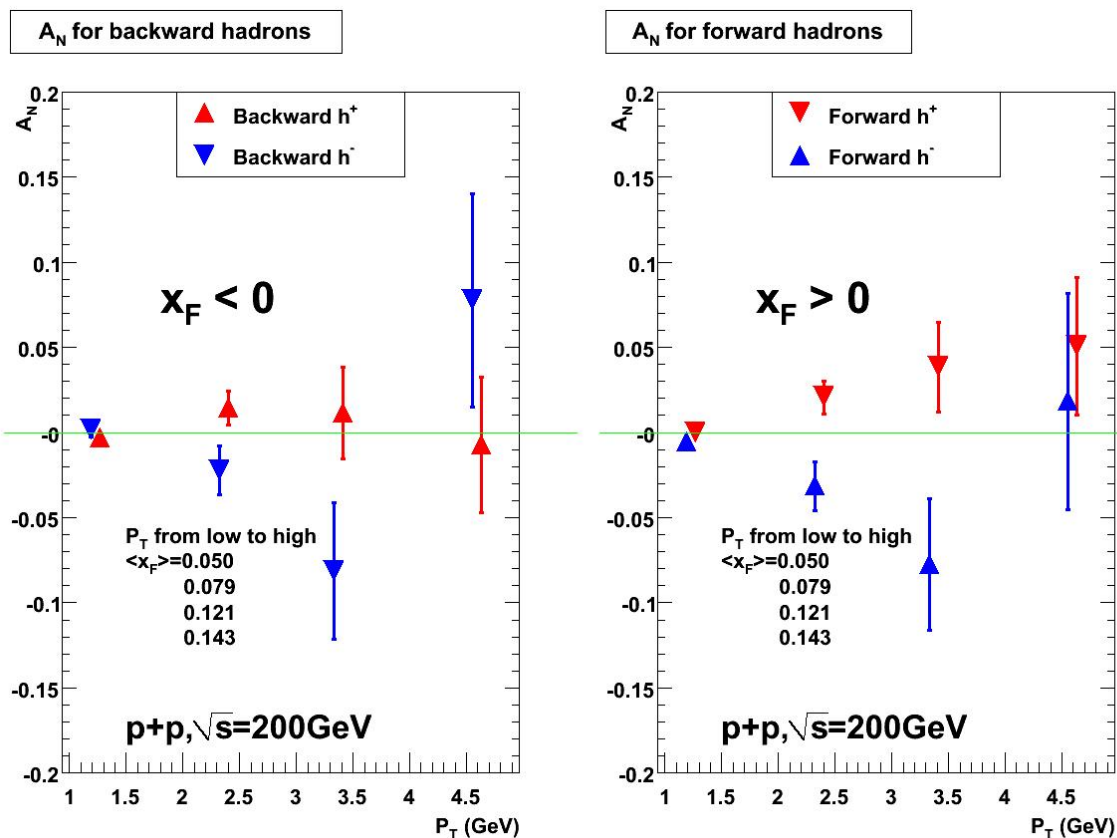 A_N for backward hadrons
0.2
A_N
Backward h^+
Backward h^-
0.15
0.1
x_F < 0
0.05
-0
-0.05
P_T from low to high
<x_F>=0.050
0.079
0.121
0.143
-0.1
-0.15
p+p,√s=200GeV
-0.2
1 1.5 2 2.5 3 3.5 4 4.5
P_T (GeV)
A_N for forward hadrons
0.2
A_N
Forward h^+
Forward h^-
0.15
0.1
x_F > 0
0.05
-0
-0.05
P_T from low to high
<x_F>=0.050
0.079
0.121
0.143
-0.1
-0.15
p+p,√s=200GeV
-0.2
1 1.5 2 2.5 3 3.5 4 4.5
P_T (GeV)